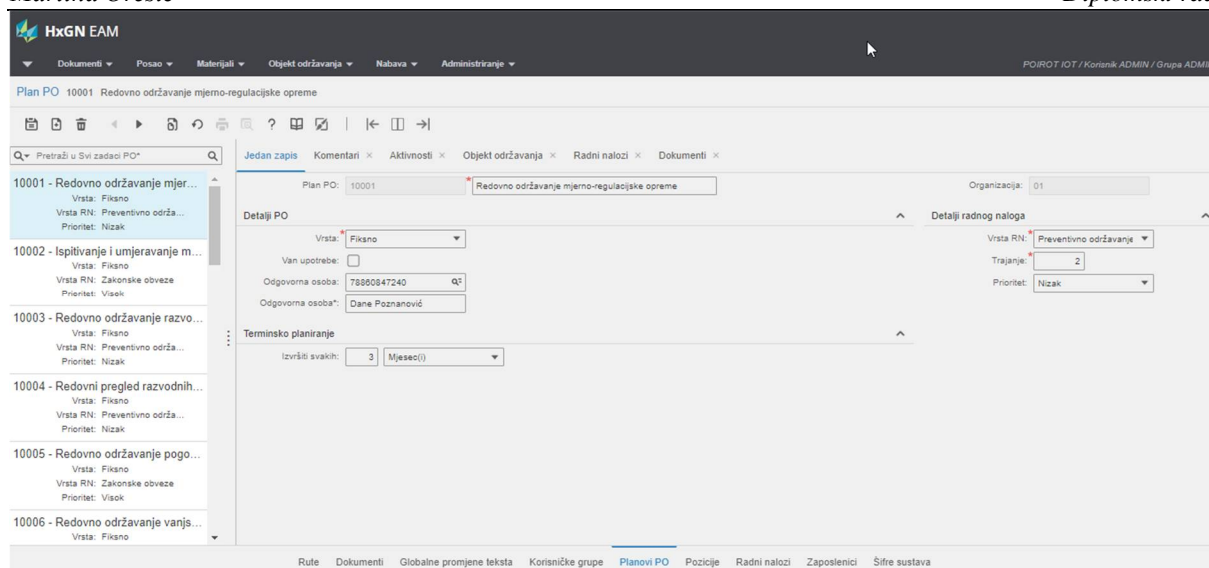 HxGN EAM
Dokumenti Posao Materijali Objekt održavanja Nabava Administriranje POIROT IOT / Korisnik ADMIN / Grupa ADMI
Plan PO 10001 Redovno održavanje mjerno-regulacijske opreme
Pretraži u Svi zadaci PO*
Jedan zapis Komentari × Aktivnosti × Objekt održavanja × Radni nalozi × Dokumenti ×
10001 - Redovno održavanje mjer...
Vrsta: Fiksno
Vrsta RN: Preventivno održa...
Prioritet: Nizak
10002 - Ispitivanje i umjeravanje m...
Vrsta: Fiksno
Vrsta RN: Zakonske obveze
Prioritet: Visok
10003 - Redovno održavanje razvo...
Vrsta: Fiksno
Vrsta RN: Preventivno održa...
Prioritet: Nizak
10004 - Redovni pregled razvodnih...
Vrsta: Fiksno
Vrsta RN: Preventivno održa...
Prioritet: Nizak
10005 - Redovno održavanje pogo...
Vrsta: Fiksno
Vrsta RN: Zakonske obveze
Prioritet: Visok
10006 - Redovno održavanje vanjs...
Vrsta: Fiksno
Plan PO: 10001 * Redovno održavanje mjerno-regulacijske opreme
Organizacija: 01
Detalji PO
Vrsta: * Fiksno
Van upotrebe:
Odgovorna osoba: 78860847240
Odgovorna osoba*: Dane Poznanović
Terminsko planiranje
Izvršiti svakih: 3 Mjesec(i)
Detalji radnog naloga
Vrsta RN: * Preventivno održavanje
Trajanje: * 2
Prioritet: Nizak
Rute Dokumenti Globalne promjene teksta Korisničke grupe Planovi PO Pozicije Radni nalozi Zaposlenici Šifre sustava